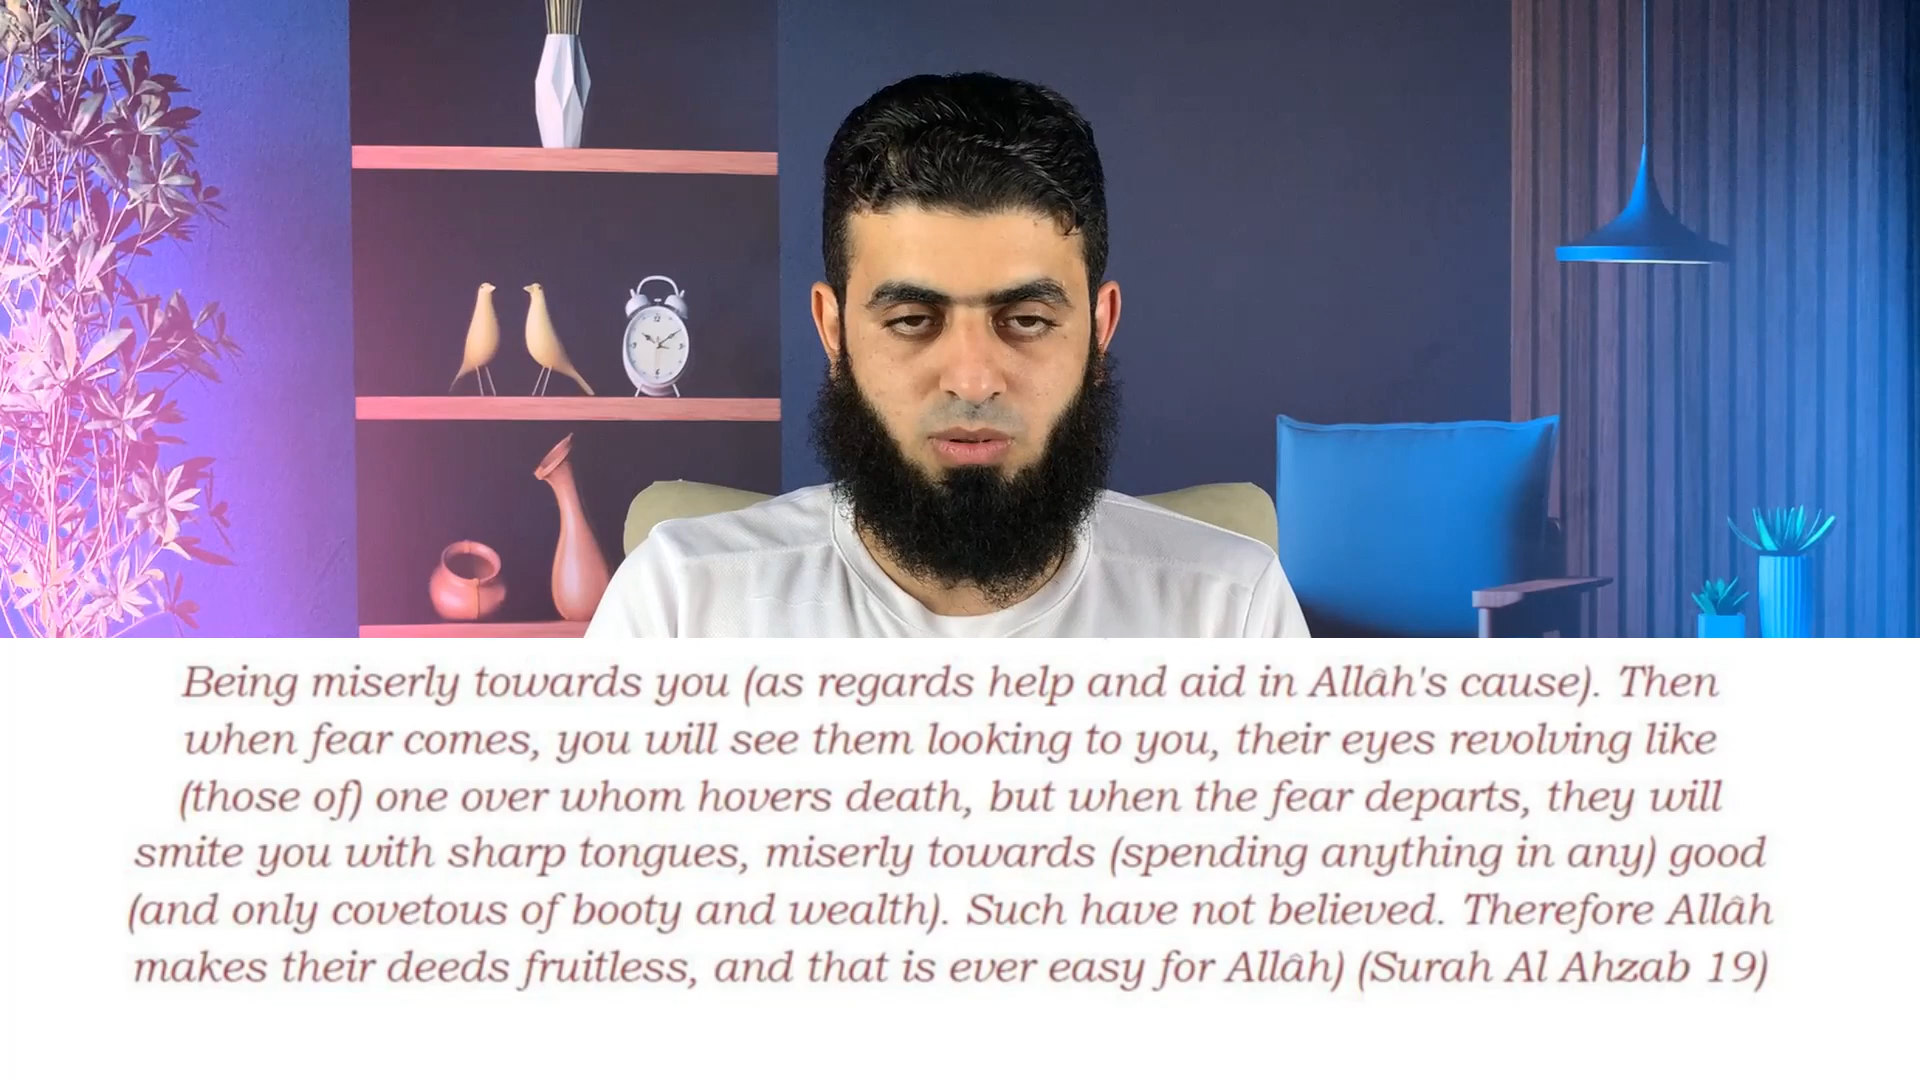 Being miserly towards you (as regards help and aid in Allâh's cause). Then
when fear comes, you will see them looking to you, their eyes revolving like
(those of) one over whom hovers death, but when the fear departs, they will
smite you with sharp tongues, miserly towards (spending anything in any) good
(and only covetous of booty and wealth). Such have not believed. Therefore Allâh
makes their deeds fruitless, and that is ever easy for Allâh) (Surah Al Ahzab 19)